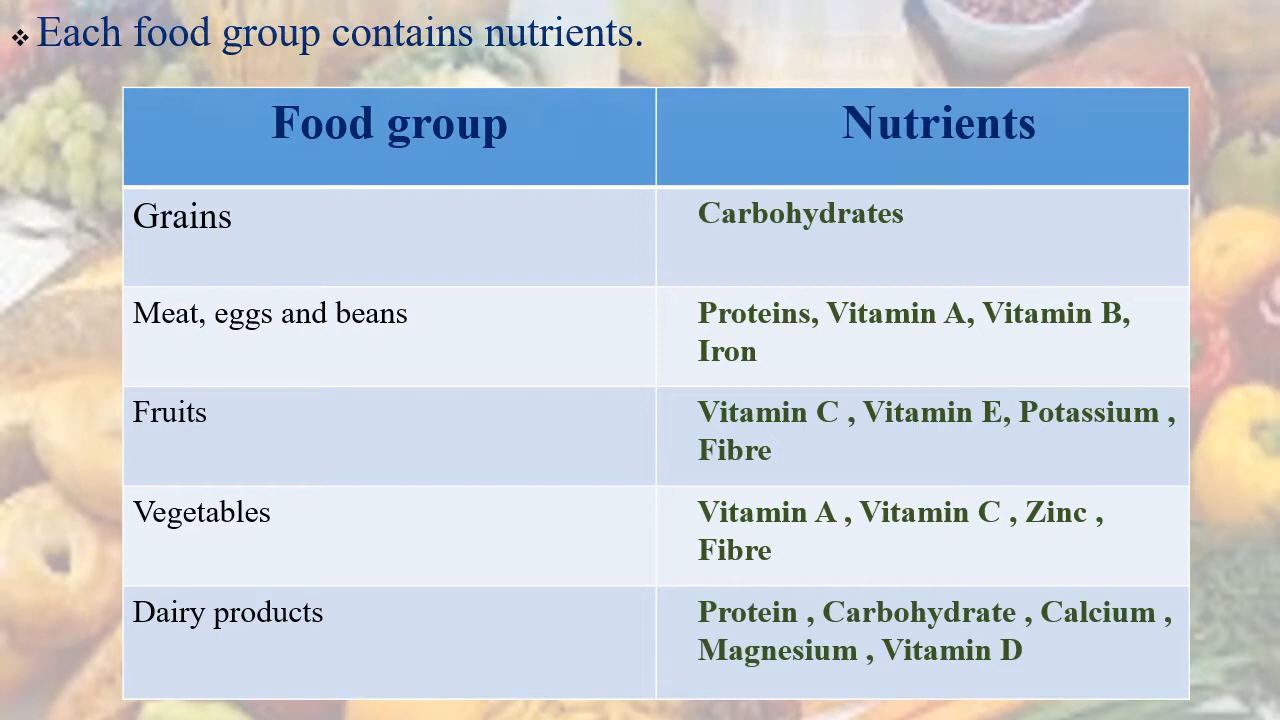 ❖ Each food group contains nutrients.
Food group
Nutrients
Grains
Carbohydrates
Meat, eggs and beans
Proteins, Vitamin A, Vitamin B,
Iron
Fruits
Vitamin C , Vitamin E, Potassium ,
Fibre
Vegetables
Vitamin A , Vitamin C , Zinc ,
Fibre
Dairy products
Protein , Carbohydrate , Calcium ,
Magnesium , Vitamin D